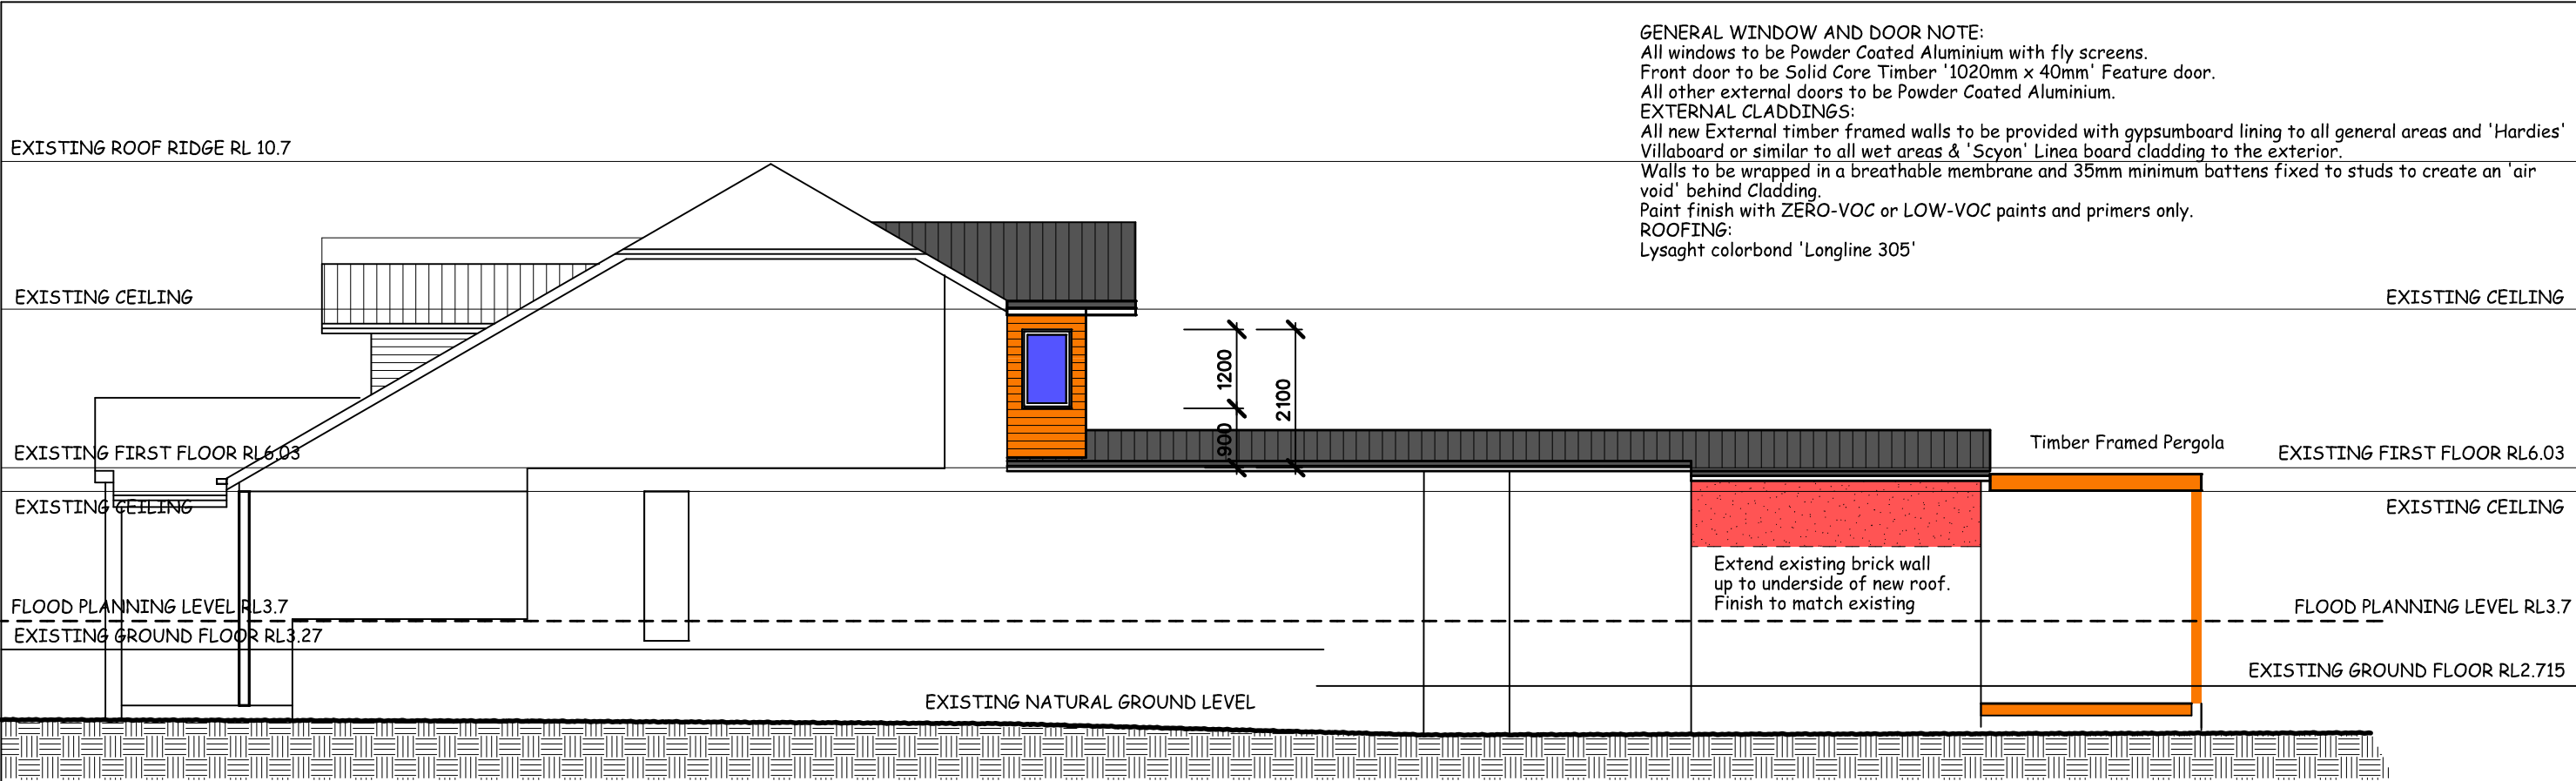 GENERAL WINDOW AND DOOR NOTE:
All windows to be Powder Coated Aluminium with fly screens.
Front door to be Solid Core Timber '1020mm x 40mm' Feature door.
All other external doors to be Powder Coated Aluminium.
EXTERNAL CLADDINGS:
All new External timber framed walls to be provided with gypsumboard lining to all general areas and 'Hardies'
Villaboard or similar to all wet areas & 'Scyon' Linea board cladding to the exterior.
Walls to be wrapped in a breathable membrane and 35mm minimum battens fixed to studs to create an 'air
void' behind Cladding.
Paint finish with ZERO-VOC or LOW-VOC paints and primers only.
ROOFING:
Lysaght colorbond 'Longline 305'
EXISTING ROOF RIDGE RL 10.7
EXISTING CEILING
EXISTING CEILING
1200
2100
900
EXISTING FIRST FLOOR RL6.03
Timber Framed Pergola
EXISTING FIRST FLOOR RL6.03
EXISTING CEILING
EXISTING CEILING
Extend existing brick wall
up to underside of new roof.
Finish to match existing
FLOOD PLANNING LEVEL RL3.7
FLOOD PLANNING LEVEL RL3.7
EXISTING GROUND FLOOR RL3.27
EXISTING GROUND FLOOR RL2.715
EXISTING NATURAL GROUND LEVEL